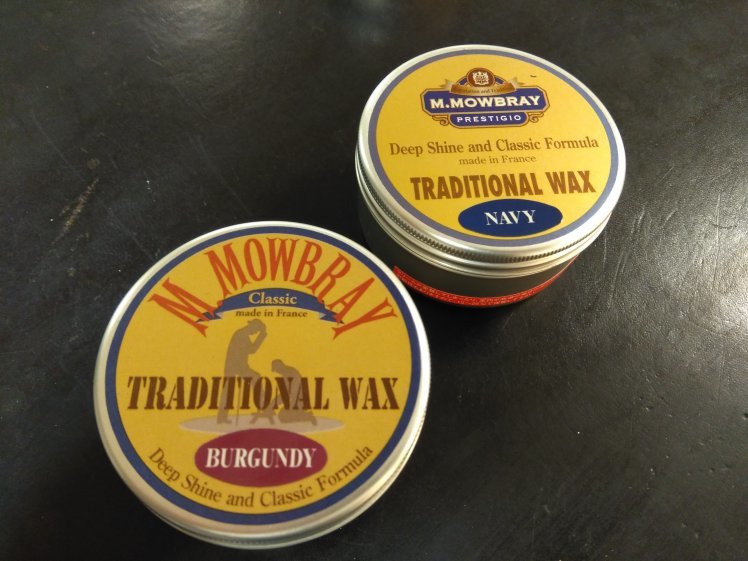 M.MOWBRAY
PRESTIGIO
Deep Shine and Classic Formula
made in France
TRADITIONAL WAX
NAVY
M. MOWBRAY
Classic
made in France
TRADITIONAL WAX
BURGUNDY
Deep Shine and Classic Formula